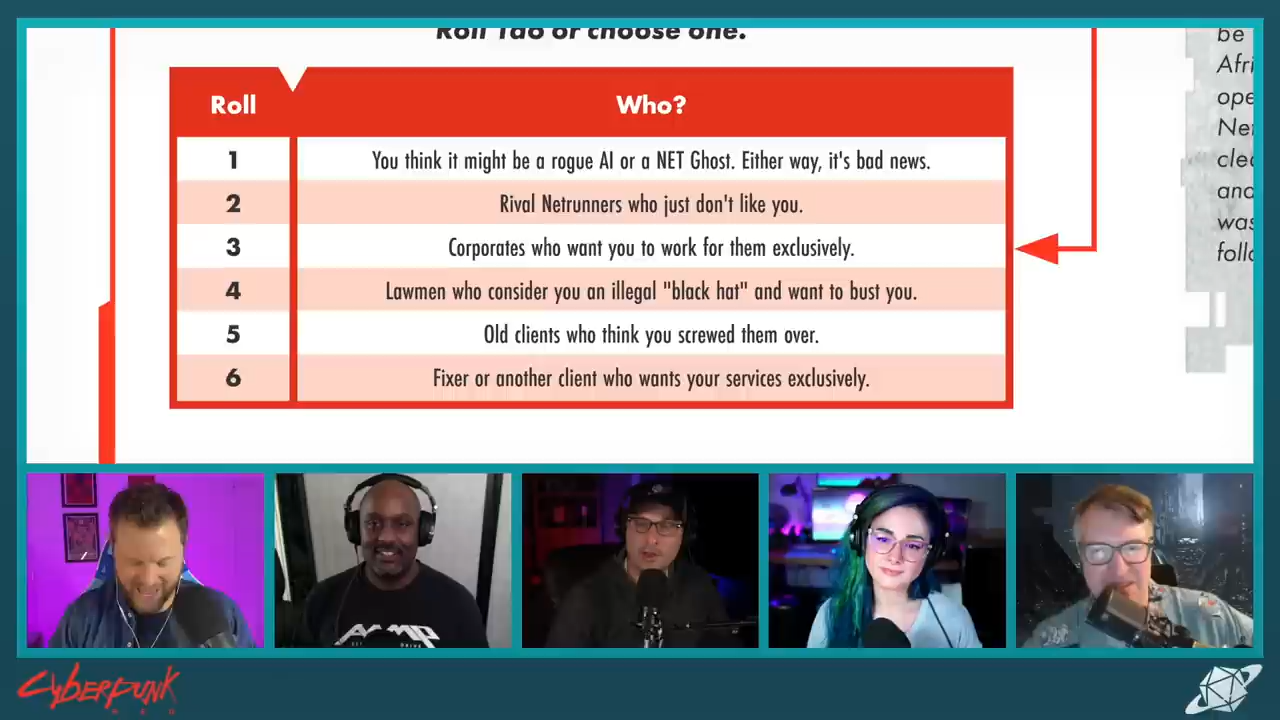 Roll 1d6 or choose one.
Roll Who?
1 You think it might be a rogue AI or a NET Ghost. Either way, it's bad news.
2 Rival Netrunners who just don't like you.
3 Corporates who want you to work for them exclusively.
4 Lawmen who consider you an illegal "black hat" and want to bust you.
5 Old clients who think you screwed them over.
6 Fixer or another client who wants your services exclusively.
be
Afri
ope
Net
clea
and
was
follo
CYBERPUNK
RED